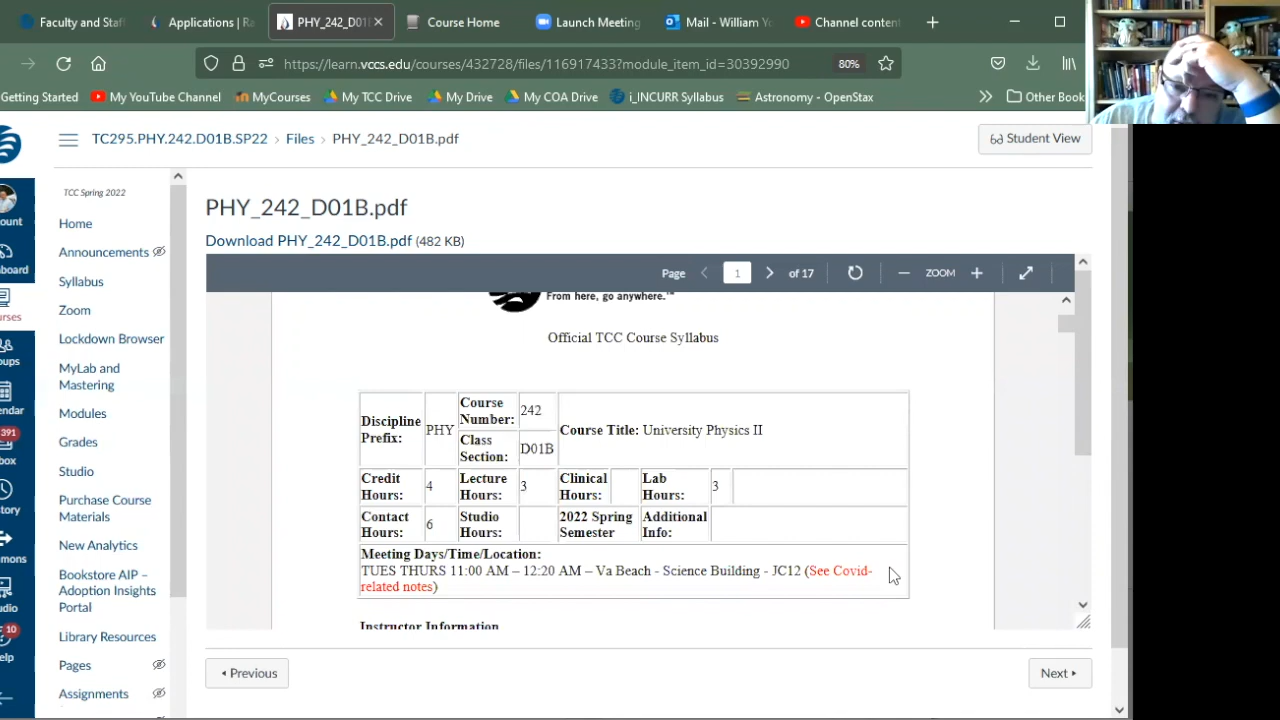 Faculty and Staf
Applications | Ra
PHY_242_D01
Course Home
Launch Meeting
Mail - William Yo
Channel content
https://learn.vccs.edu/courses/432728/files/116917433?module_item_id=30392990
80%
Getting Started
My YouTube Channel
MyCourses
My TCC Drive
My Drive
My COA Drive
i_INCURR Syllabus
Astronomy - OpenStax
Other Book
TC295.PHY.242.D01B.SP22 › Files › PHY_242_D01B.pdf
Student View
ount
board
urses
oups
endar
391
box
tory
mons
udio
10
elp
TCC Spring 2022
Home
Announcements
Syllabus
Zoom
Lockdown Browser
MyLab and
Mastering
Modules
Grades
Studio
Purchase Course
Materials
New Analytics
Bookstore AIP –
Adoption Insights
Portal
Library Resources
Pages
Assignments
PHY_242_D01B.pdf
Download PHY_242_D01B.pdf (482 KB)
Page 1 of 17 ZOOM
From here, go anywhere.™
Official TCC Course Syllabus
Discipline
Prefix:
PHY
Course
Number:
242
Class
Section:
D01B
Course Title: University Physics II
Credit
Hours:
4
Lecture
Hours:
3
Clinical
Hours:
Lab
Hours:
3
Contact
Hours:
6
Studio
Hours:
2022 Spring
Semester
Additional
Info:
Meeting Days/Time/Location:
TUES THURS 11:00 AM – 12:20 AM – Va Beach - Science Building - JC12 (See Covid-
related notes)
Instructor Information
Previous
Next